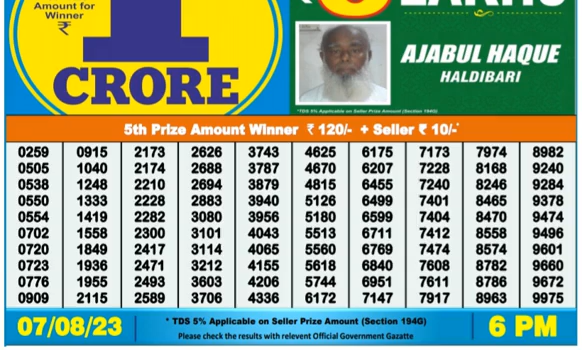 Amount for
Winner
₹
1
CRORE
AJABUL HAQUE
HALDIBARI
*TDS 5% Applicable on Seller Prize Amount (Section 194G)
5th Prize Amount Winner ₹ 120/- + Seller ₹ 10/-*
0259 0915 2173 2626 3743 4625 6175 7173 7974 8982
0505 1040 2174 2688 3787 4670 6207 7228 8168 9240
0538 1248 2210 2694 3879 4815 6455 7240 8246 9284
0550 1333 2228 2883 3940 5126 6499 7401 8465 9378
0554 1419 2282 3080 3956 5180 6599 7404 8470 9474
0702 1558 2300 3101 4043 5513 6711 7412 8558 9496
0720 1849 2417 3114 4065 5560 6769 7474 8574 9601
0723 1936 2471 3212 4155 5618 6840 7608 8782 9660
0776 1955 2493 3603 4206 5744 6951 7611 8786 9672
0909 2115 2589 3706 4336 6172 7147 7917 8963 9975
07/08/23
* TDS 5% Applicable on Seller Prize Amount (Section 194G)
Please check the results with relevent Official Government Gazatte
6 PM